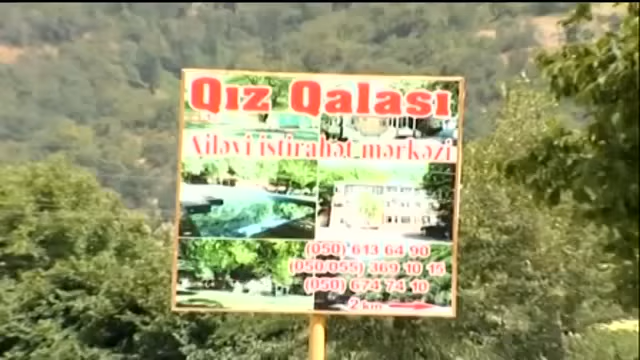 Qız Qalası
Ailəvi istirahət mərkəzi
(050) 613 64 90
(050/055) 369 10 15
(050) 674 74 10
2 km